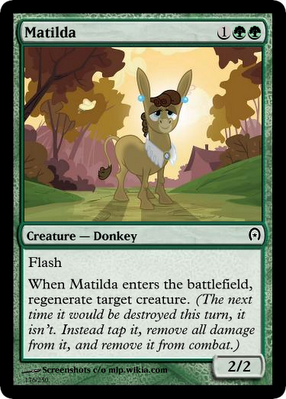 Matilda 1
Creature — Donkey
Flash
When Matilda enters the battlefield,
regenerate target creature. (The next
time it would be destroyed this turn, it
isn't. Instead tap it, remove all damage
from it, and remove it from combat.)
Screenshots c/o mlp.wikia.com
2/2